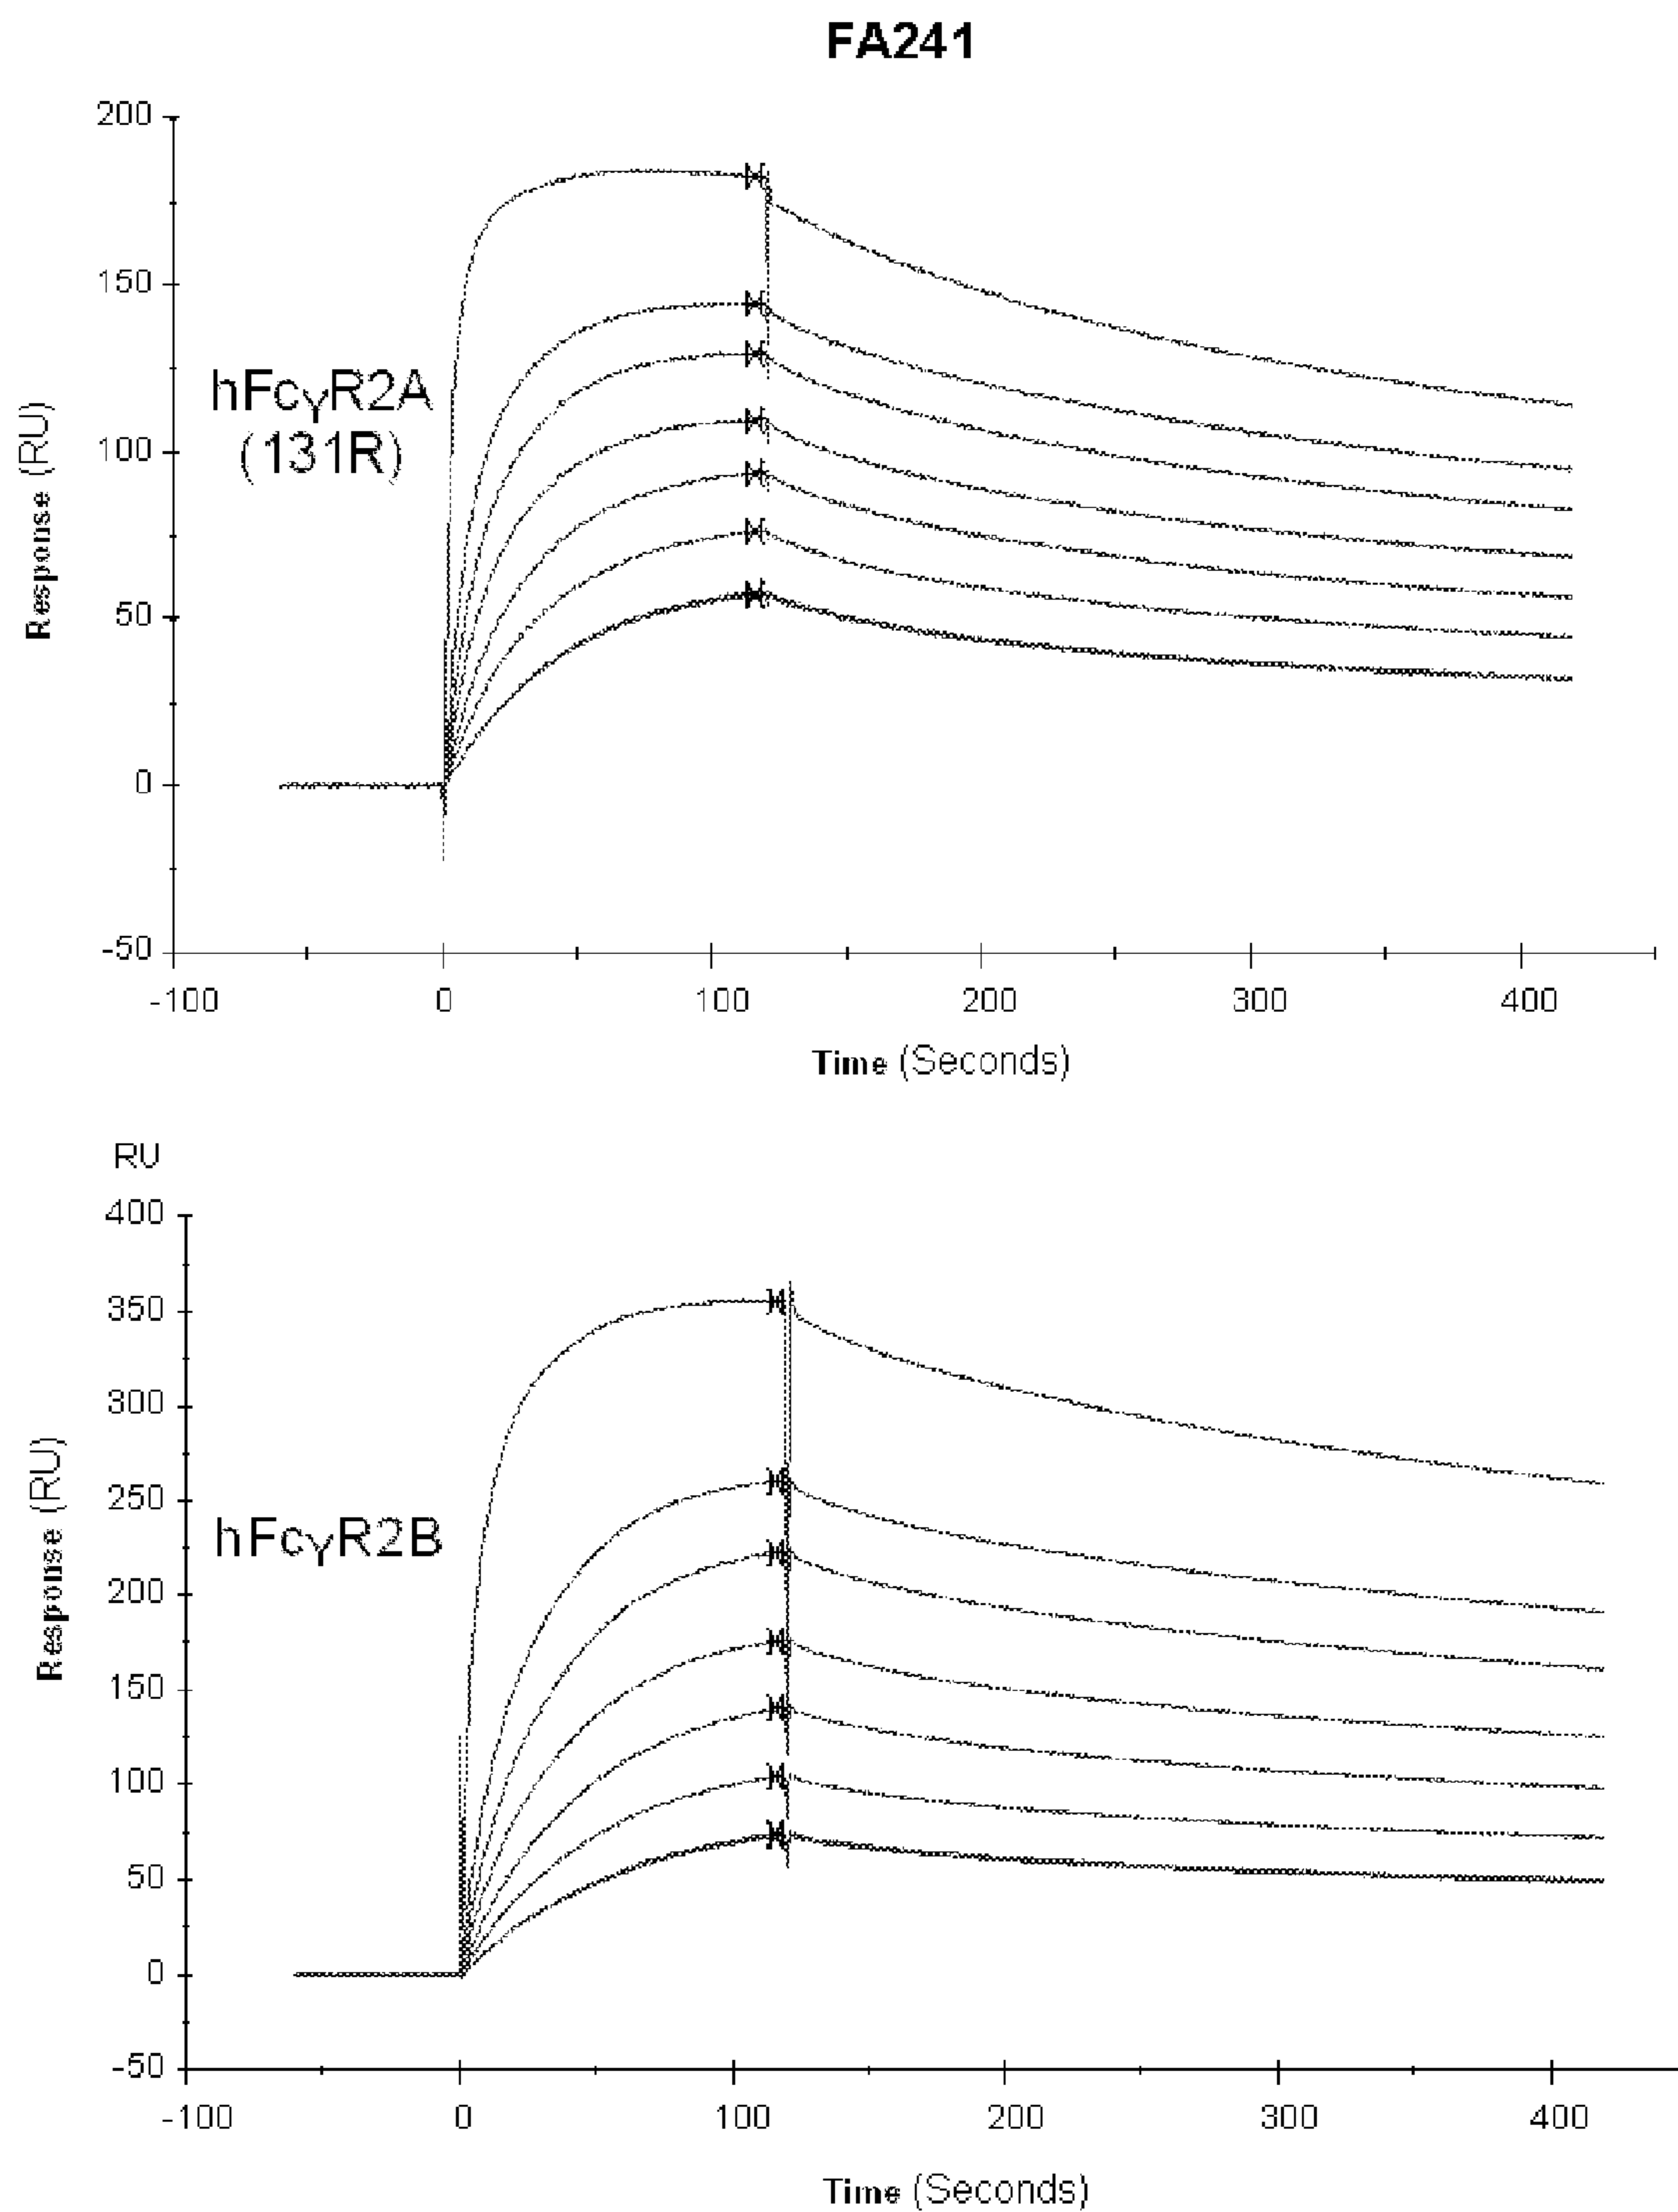 FA241
200
150
100
50
0
-50
hFcγR2A
(131R)
Response (RU)
-100 0 100 200 300 400
Time (Seconds)
RU
400
350
300
250
200
150
100
50
0
-50
hFcγR2B
Response (RU)
-100 0 100 200 300 400
Time (Seconds)